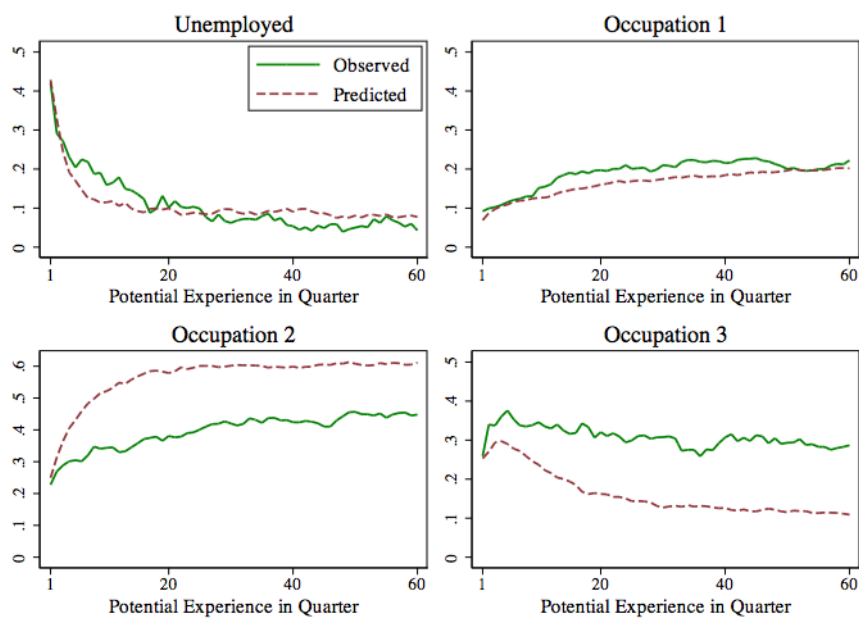 Unemployed
.5
.4
.3
.2
.1
0
Observed
Predicted
1 20 40 60
Potential Experience in Quarter
Occupation 1
.5
.4
.3
.2
.1
0
1 20 40 60
Potential Experience in Quarter
Occupation 2
.6
.5
.4
.3
.2
.1
0
1 20 40 60
Potential Experience in Quarter
Occupation 3
.5
.4
.3
.2
.1
0
1 20 40 60
Potential Experience in Quarter